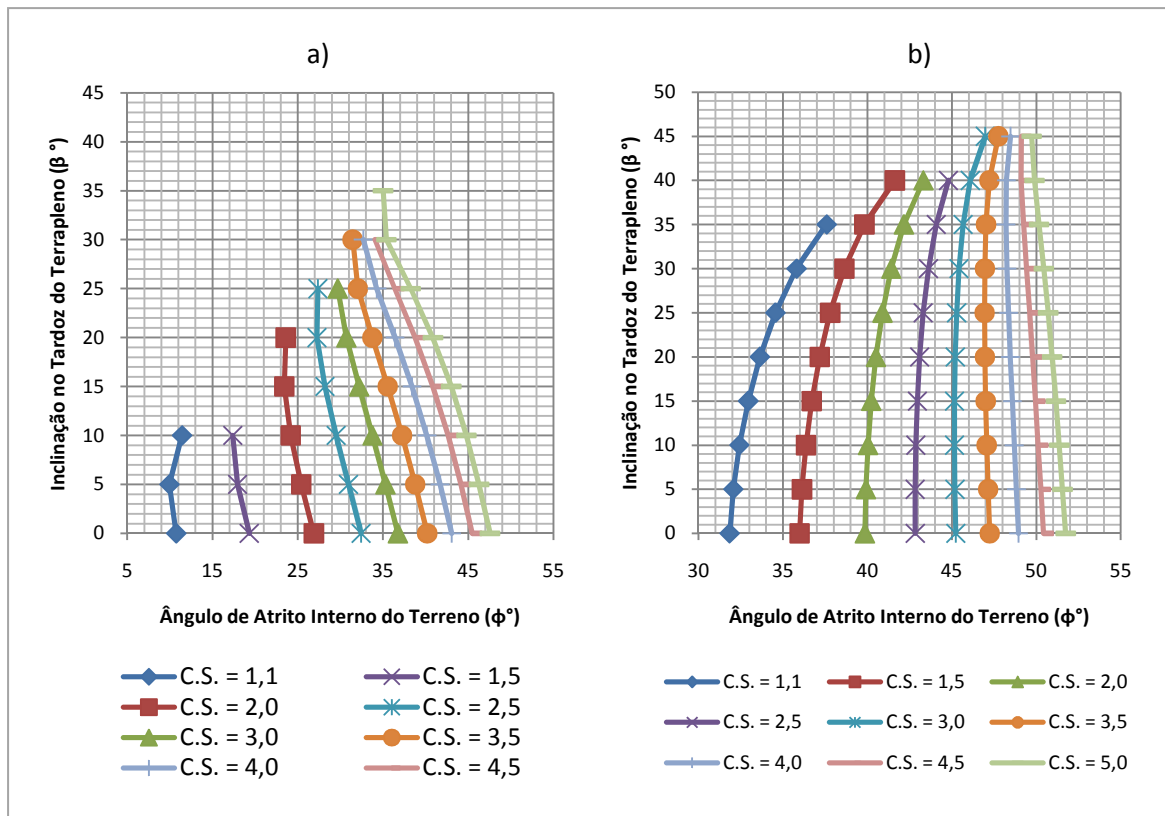 a)
Inclinação no Tardoz do Terrapleno (β °)
45
40
35
30
25
20
15
10
5
0
5 15 25 35 45 55
Ângulo de Atrito Interno do Terreno (ϕ°)
C.S. = 1,1 C.S. = 1,5
C.S. = 2,0 C.S. = 2,5
C.S. = 3,0 C.S. = 3,5
C.S. = 4,0 C.S. = 4,5
b)
Inclinação no Tardoz do Terrapleno (β °)
50
45
40
35
30
25
20
15
10
5
0
30 35 40 45 50 55
Ângulo de Atrito Interno do Terreno (ϕ°)
C.S. = 1,1 C.S. = 1,5 C.S. = 2,0
C.S. = 2,5 C.S. = 3,0 C.S. = 3,5
C.S. = 4,0 C.S. = 4,5 C.S. = 5,0